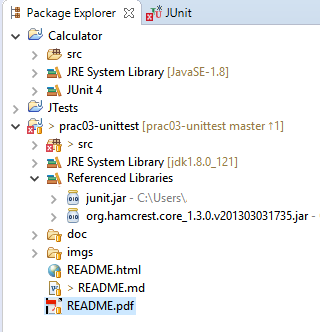 Package Explorer JUnit
Calculator
src
JRE System Library [JavaSE-1.8]
JUnit 4
JTests
> prac03-unittest [prac03-unittest master ↑1]
> src
JRE System Library [jdk1.8.0_121]
Referenced Libraries
junit.jar - C:\Users\
org.hamcrest.core_1.3.0.v201303031735.jar -
doc
imgs
README.html
> README.md
README.pdf